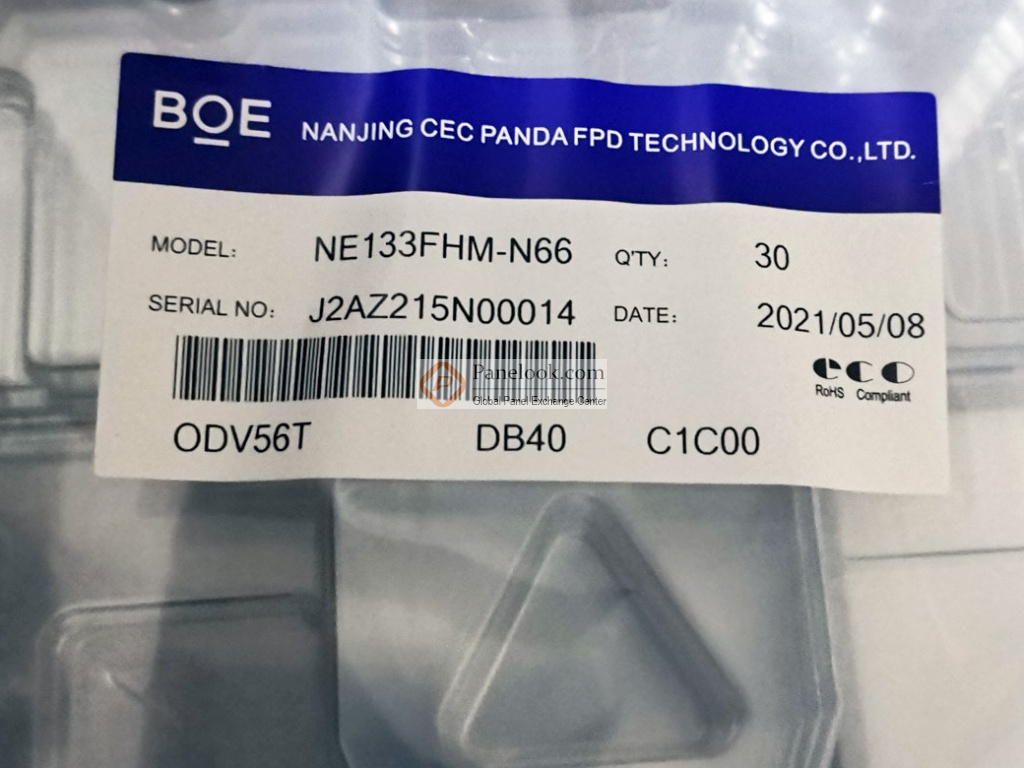 BOE NANJING CEC PANDA FPD TECHNOLOGY CO.,LTD.
MODEL: NE133FHM-N66 Q'TY: 30
SERIAL NO: J2AZ215N00014 DATE: 2021/05/08
eco
RoHS Compliant
Panelook.com
Global Panel Exchange Center
ODV56T DB40 C1C00